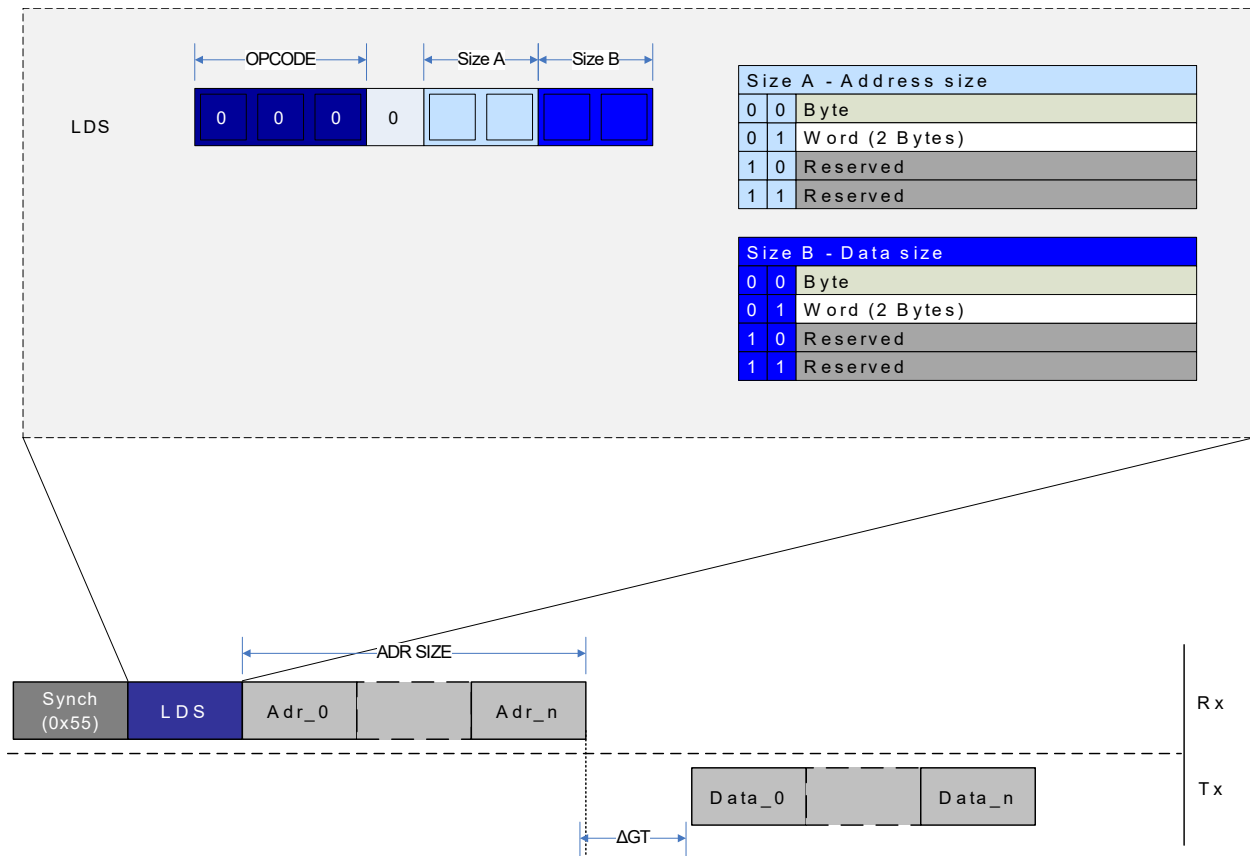 OPCODE Size A Size B
LDS 0 0 0 0
Size A - Address size
0 0 Byte
0 1 Word (2 Bytes)
1 0 Reserved
1 1 Reserved
Size B - Data size
0 0 Byte
0 1 Word (2 Bytes)
1 0 Reserved
1 1 Reserved
ADR SIZE
Synch
(0x55)
LDS Adr_0 Adr_n Rx
Data_0 Data_n Tx
ΔGT